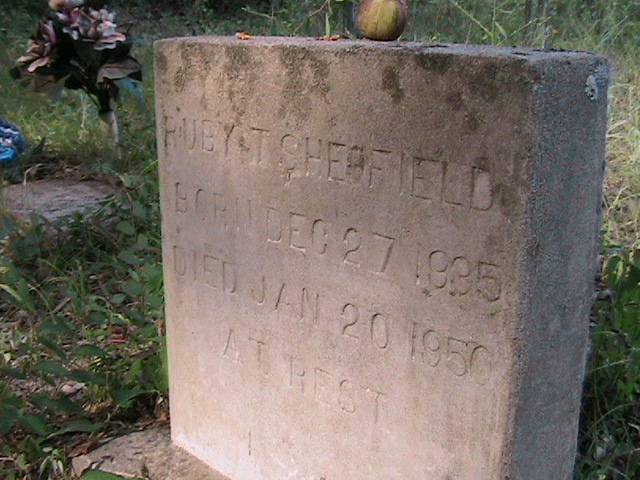 RUBY T SHEFFIELD
BORN DEC 27 1935
DIED JAN 20 1950
AT REST